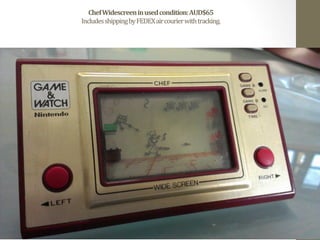 Chef Widescreen in used condition: AUD$65
Includes shipping by FEDEX air courier with tracking.
CHEF
GAME A
GAME
&
WATCH
GAME B
Nintendo
TIME
◀LEFT
WIDE SCREEN
RIGHT▶